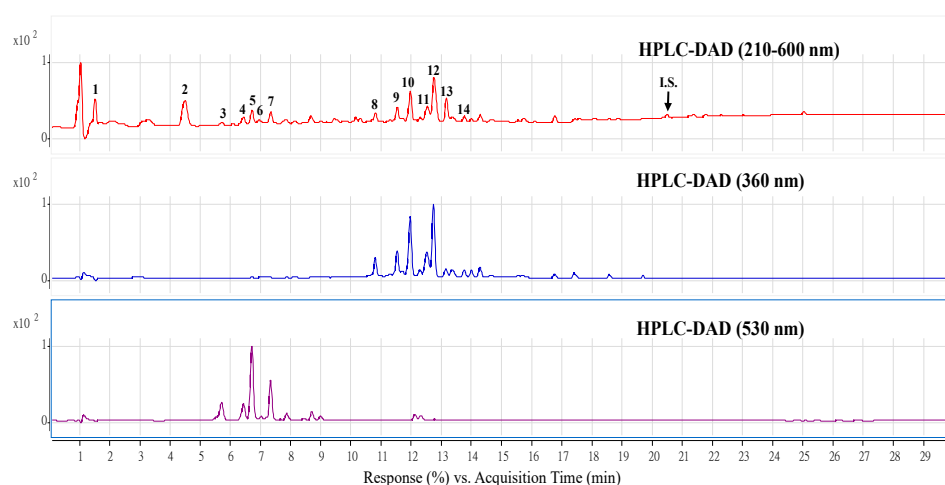 HPLC-DAD (210-600 nm)
x10 2
1
0
1
2
3
4
5
6
7
8
9
10
11
12
13
14
I.S.
HPLC-DAD (360 nm)
x10 2
1
0
HPLC-DAD (530 nm)
x10 2
1
0
1 2 3 4 5 6 7 8 9 10 11 12 13 14 15 16 17 18 19 20 21 22 23 24 25 26 27 28 29
Response (%) vs. Acquisition Time (min)